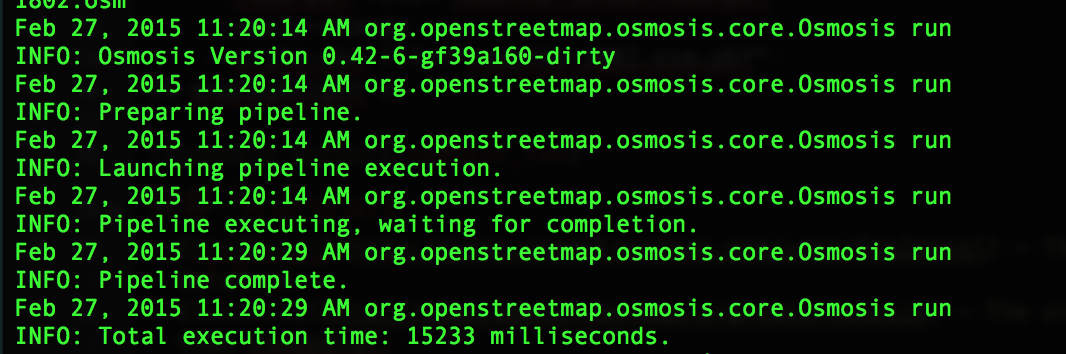 1802.osm
Feb 27, 2015 11:20:14 AM org.openstreetmap.osmosis.core.Osmosis run
INFO: Osmosis Version 0.42-6-gf39a160-dirty
Feb 27, 2015 11:20:14 AM org.openstreetmap.osmosis.core.Osmosis run
INFO: Preparing pipeline.
Feb 27, 2015 11:20:14 AM org.openstreetmap.osmosis.core.Osmosis run
INFO: Launching pipeline execution.
Feb 27, 2015 11:20:14 AM org.openstreetmap.osmosis.core.Osmosis run
INFO: Pipeline executing, waiting for completion.
Feb 27, 2015 11:20:29 AM org.openstreetmap.osmosis.core.Osmosis run
INFO: Pipeline complete.
Feb 27, 2015 11:20:29 AM org.openstreetmap.osmosis.core.Osmosis run
INFO: Total execution time: 15233 milliseconds.